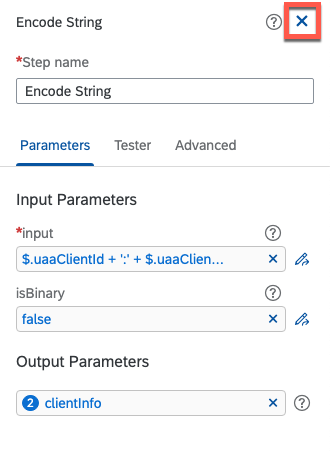 Encode String
*Step name
Encode String
Parameters Tester Advanced
Input Parameters
*input
$.uaaClientId + ':' + $.uaaClien...
isBinary
false
Output Parameters
2 clientInfo